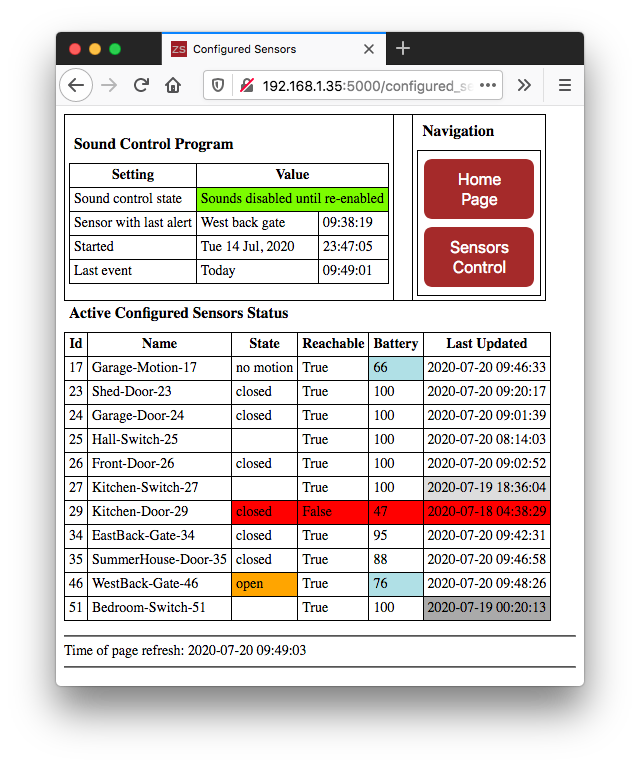 ZS Configured Sensors
192.168.1.35:5000/configured_se
Sound Control Program
Setting Value
Sound control state Sounds disabled until re-enabled
Sensor with last alert West back gate 09:38:19
Started Tue 14 Jul, 2020 23:47:05
Last event Today 09:49:01
Navigation
Home
Page
Sensors
Control
Active Configured Sensors Status
Id Name State Reachable Battery Last Updated
17 Garage-Motion-17 no motion True 66 2020-07-20 09:46:33
23 Shed-Door-23 closed True 100 2020-07-20 09:20:17
24 Garage-Door-24 closed True 100 2020-07-20 09:01:39
25 Hall-Switch-25 True 100 2020-07-20 08:14:03
26 Front-Door-26 closed True 100 2020-07-20 09:02:52
27 Kitchen-Switch-27 True 100 2020-07-19 18:36:04
29 Kitchen-Door-29 closed False 47 2020-07-18 04:38:29
34 EastBack-Gate-34 closed True 95 2020-07-20 09:42:31
35 SummerHouse-Door-35 closed True 88 2020-07-20 09:46:58
46 WestBack-Gate-46 open True 76 2020-07-20 09:48:26
51 Bedroom-Switch-51 True 100 2020-07-19 00:20:13
Time of page refresh: 2020-07-20 09:49:03